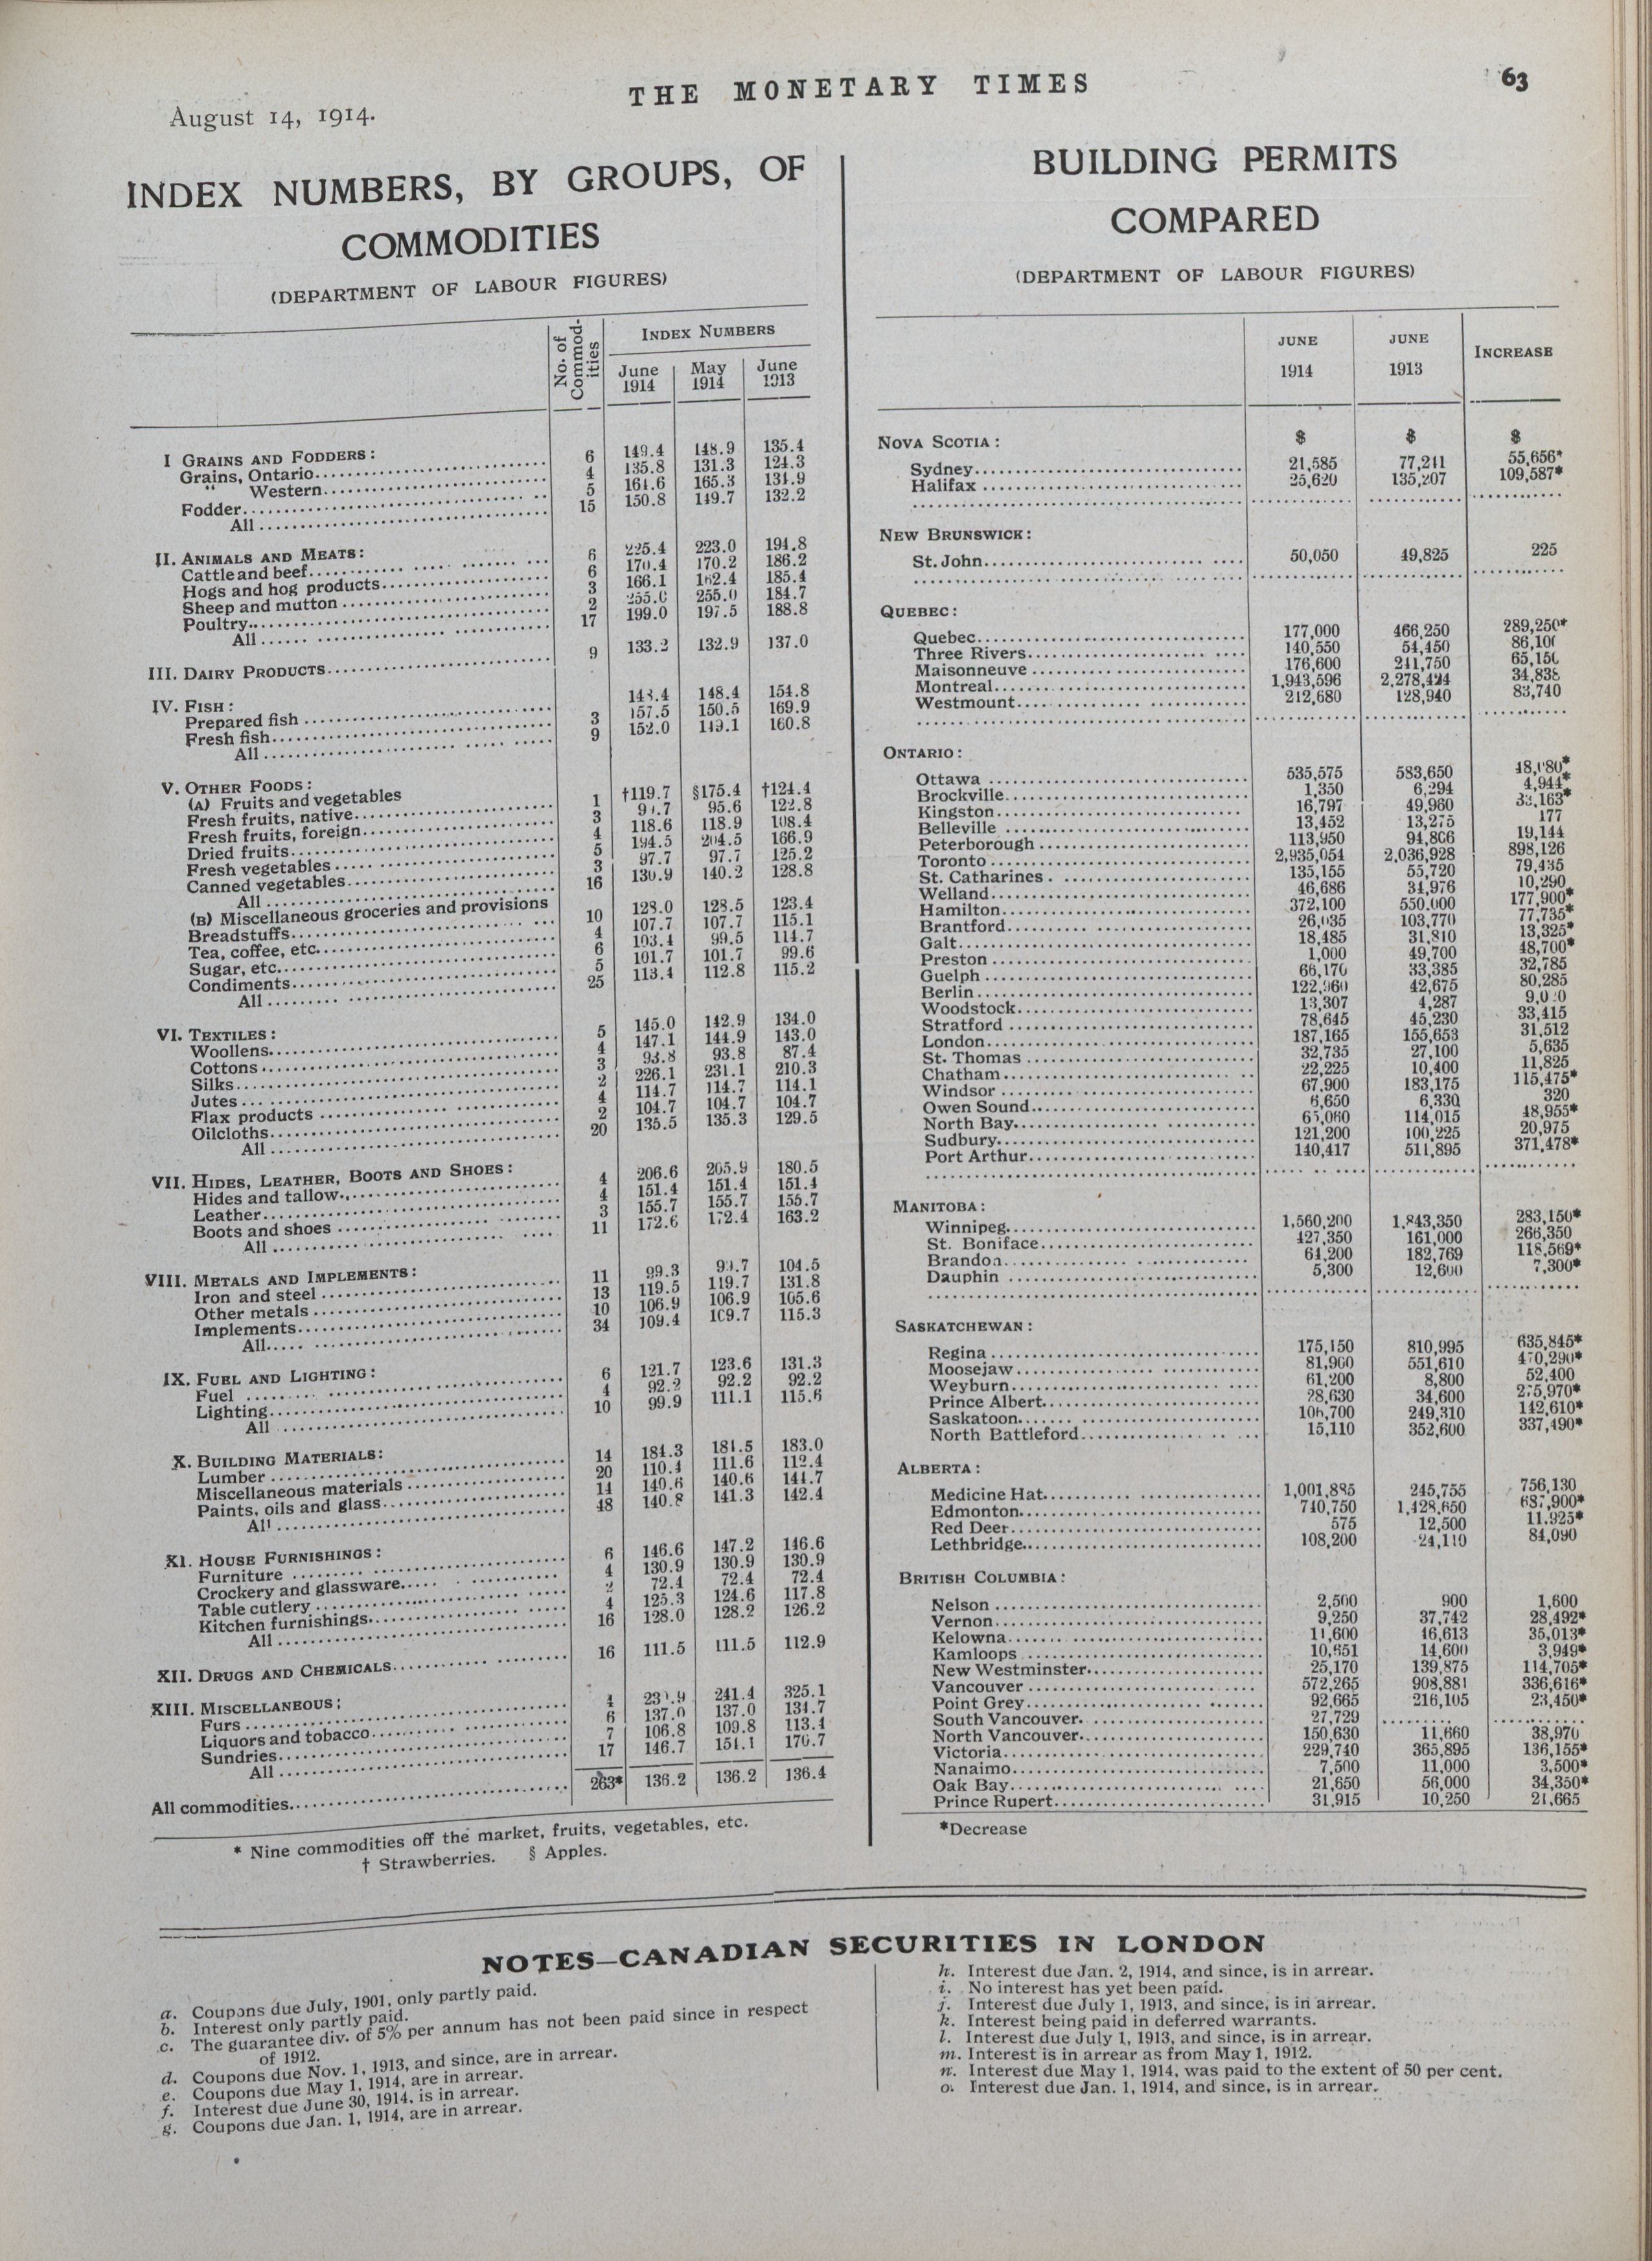 August 14, 1914.
THE MONETARY TIMES
63
INDEX NUMBERS, BY GROUPS, OF
COMMODITIES
(DEPARTMENT OF LABOUR FIGURES)
No. of Commod-ities
INDEX NUMBERS
June 1914
May 1914
June 1913
I GRAINS AND FODDERS:
Grains, Ontario 6 149.4 148.9 135.4
" Western 4 135.8 131.3 124.3
Fodder 5 161.6 165.3 131.9
All 15 150.8 149.7 132.2
II. ANIMALS AND MEATS:
Cattle and beef 6 225.4 223.0 194.8
Hogs and hog products 6 170.4 170.2 186.2
Sheep and mutton 3 166.1 162.4 185.4
Poultry 2 255.0 255.0 184.7
All 17 199.0 197.5 188.8
III. DAIRY PRODUCTS 9 133.2 132.9 137.0
IV. FISH:
Prepared fish 148.4 154.8
Fresh fish 3 157.5 150.5 169.9
All 9 152.0 149.1 160.8
V. OTHER FOODS:
(A) Fruits and vegetables
Fresh fruits, native 1 †119.7 §175.4 †124.4
Fresh fruits, foreign 3 95.6 122.8
Dried fruits 4 118.6 118.9 108.4
Fresh vegetables 5 194.5 204.5 166.9
Canned vegetables 3 97.7 97.7 125.2
All 16 130.9 140.2 128.8
(B) Miscellaneous groceries and provisions
Breadstuffs 10 128.0 128.5 123.4
Tea, coffee, etc. 4 107.7 107.7 115.1
Sugar, etc. 6 103.4 99.5 114.7
Condiments 5 101.7 101.7 99.6
All 25 113.4 112.8 115.2
VI. TEXTILES:
Woollens 5 145.0 142.9 134.0
Cottons 4 147.1 144.9 143.0
Silks 3 93.8 93.8 87.4
Jutes 2 226.1 231.1 210.3
Flax products 4 114.7 114.7 114.1
Oilcloths 2 104.7 104.7 104.7
All 20 135.5 135.3 129.5
VII. HIDES, LEATHER, BOOTS AND SHOES:
Hides and tallow 4 206.6 205.9 180.5
Leather 4 151.4 151.4 151.4
Boots and shoes 3 155.7 155.7 155.7
All 11 172.6 172.4 163.2
VIII. METALS AND IMPLEMENTS:
Iron and steel 11 99.3 104.5
Other metals 13 119.5 119.7 131.8
Implements 10 106.9 106.9 105.6
All 34 109.4 109.7 115.3
IX. FUEL AND LIGHTING:
Fuel 6 121.7 123.6 131.3
Lighting 4 92.2 92.2 92.2
All 10 99.9 111.1 115.6
X. BUILDING MATERIALS:
Lumber 14 184.3 181.5 183.0
Miscellaneous materials 20 110.4 111.6 112.4
Paints, oils and glass 14 140.6 140.6 144.7
All 48 140.8 141.3 142.4
XI. HOUSE FURNISHINGS:
Furniture 6 146.6 147.2 146.6
Crockery and glassware 4 130.9 130.9 130.9
Table cutlery 2 72.4 72.4 72.4
Kitchen furnishings 4 125.3 124.6 117.8
All 16 128.0 128.2 126.2
XII. DRUGS AND CHEMICALS 16 111.5 111.5 112.9
XIII. MISCELLANEOUS:
Furs 4 241.4 325.1
Liquors and tobacco 6 137.0 137.0 134.7
Sundries 7 106.8 109.8 113.4
All 17 146.7 151.1 170.7
All commodities 263* 136.2 136.2 136.4
* Nine commodities off the market, fruits, vegetables, etc.
† Strawberries. § Apples.
BUILDING PERMITS
COMPARED
(DEPARTMENT OF LABOUR FIGURES)
JUNE 1914
JUNE 1913
INCREASE
NOVA SCOTIA: $ $ $
Sydney 21,585 77,241 55,656*
Halifax 25,620 135,207 109,587*
NEW BRUNSWICK:
St. John 50,050 49,825 225
QUEBEC:
Quebec 177,000 466,250 289,250*
Three Rivers 140,550 54,450 86,100
Maisonneuve 176,600 241,750 65,150
Montreal 1,943,596 2,278,424 34,838
Westmount 212,680 128,940 83,740
ONTARIO:
Ottawa 535,575 583,650 48,080*
Brockville 1,350 6,294 4,944*
Kingston 16,797 49,960 33,163*
Belleville 13,452 13,275 177
Peterborough 113,950 94,806 19,144
Toronto 2,935,054 2,036,928 898,126
St. Catharines 135,155 55,720 79,435
Welland 46,686 34,976 10,290
Hamilton 372,100 550,000 177,900*
Brantford 26,035 103,770 77,735*
Galt 18,485 31,810 13,325*
Preston 1,000 49,700 48,700*
Guelph 66,170 33,385 32,785
Berlin 122,960 42,675 80,285
Woodstock 13,307 4,287 9,020
Stratford 78,645 45,230 33,415
London 187,165 155,653 31,512
St. Thomas 32,735 27,100 5,635
Chatham 22,225 10,400 11,825
Windsor 67,900 183,175 115,475*
Owen Sound 6,650 6,330 320
North Bay 65,060 114,015 48,955*
Sudbury 121,200 100,225 20,975
Port Arthur 140,417 511,895 371,478*
MANITOBA:
Winnipeg 1,560,200 1,843,350 283,150*
St. Boniface 427,350 161,000 266,350
Brandon 64,200 182,769 118,569*
Dauphin 5,300 12,600 7,300*
SASKATCHEWAN:
Regina 175,150 810,995 635,845*
Moosejaw 81,900 551,610 470,290*
Weyburn 61,200 8,800 52,400
Prince Albert 28,630 34,600 275,970*
Saskatoon 106,700 249,310 142,610*
North Battleford 15,110 352,600 337,490*
ALBERTA:
Medicine Hat 1,001,885 245,755 756,130
Edmonton 740,750 1,428,650 687,900*
Red Deer 575 12,500 11,925*
Lethbridge 108,200 24,110 84,090
BRITISH COLUMBIA:
Nelson 2,500 900 1,600
Vernon 9,250 37,742 28,492*
Kelowna 11,600 46,613 35,013*
Kamloops 10,651 14,600 3,949*
New Westminster 25,170 139,875 114,705*
Vancouver 572,265 908,881 336,616*
Point Grey 92,665 216,105 23,450*
South Vancouver 27,729
North Vancouver 150,630 11,660 38,970
Victoria 229,740 365,895 136,155*
Nanaimo 7,500 11,000 3,500*
Oak Bay 21,650 56,000 34,350*
Prince Rupert 31,915 10,250 21,665
*Decrease
NOTES—CANADIAN SECURITIES IN LONDON
a. Coupons due July, 1901, only partly paid.
b. Interest only partly paid.
c. The guarantee div. of 5% per annum has not been paid since in respect
of 1912.
d. Coupons due Nov. 1, 1913, and since, are in arrear.
e. Coupons due May 1, 1914, are in arrear.
f. Interest due June 30, 1914, is in arrear.
g. Coupons due Jan. 1, 1914, are in arrear.
h. Interest due Jan. 2, 1914, and since, is in arrear.
i. No interest has yet been paid.
j. Interest due July 1, 1913, and since, is in arrear.
k. Interest being paid in deferred warrants.
l. Interest due July 1, 1913, and since, is in arrear.
m. Interest is in arrear as from May 1, 1912.
n. Interest due May 1, 1914, was paid to the extent of 50 per cent.
o. Interest due Jan. 1, 1914, and since, is in arrear.